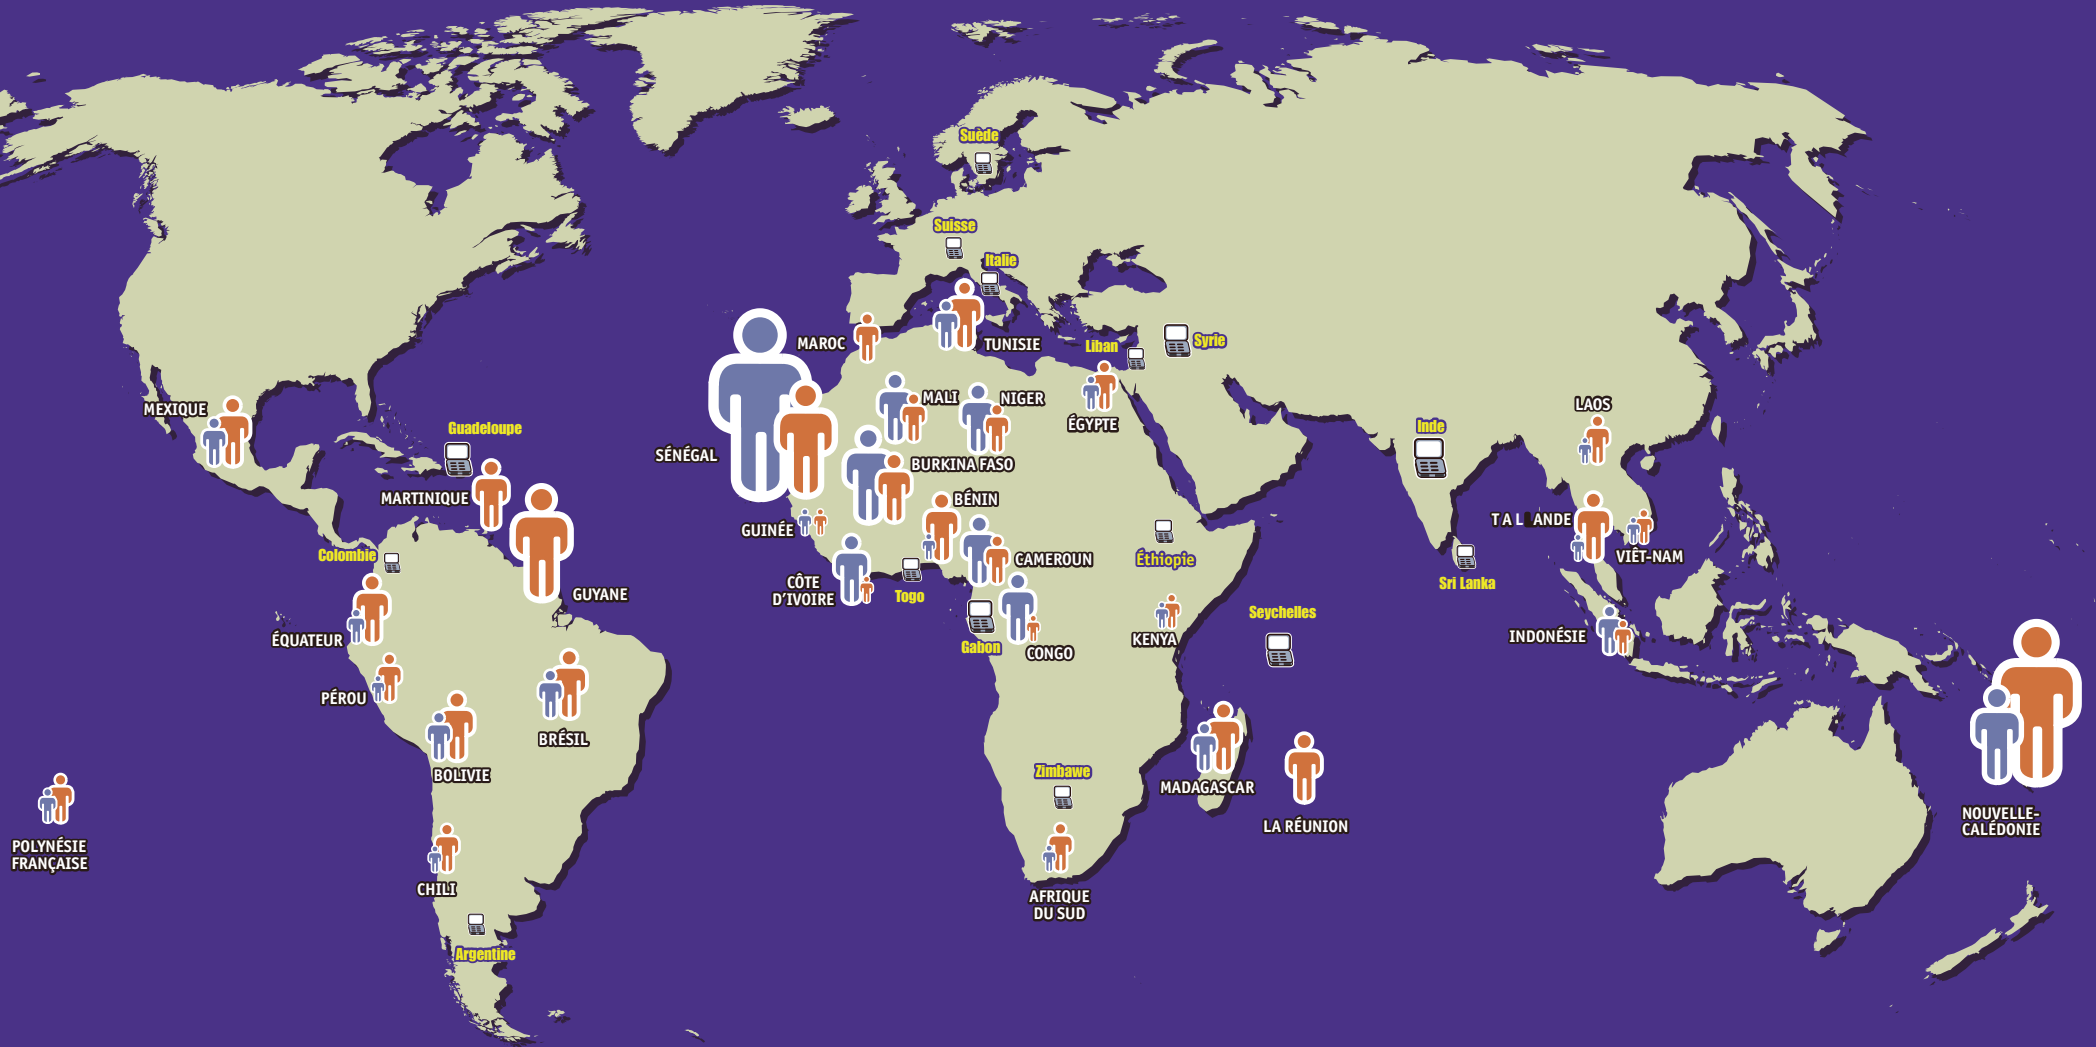 Suède
Suisse
Italie
MAROC
TUNISIE
Liban
Syrie
MEXIQUE
MALI
NIGER
ÉGYPTE
LAOS
Guadeloupe
Inde
SÉNÉGAL
BURKINA FASO
MARTINIQUE
BÉNIN
GUINÉE
TAL ANDE
Colombie
CAMEROUN
Éthiopie
VIÊT-NAM
CÔTE
D'IVOIRE
Togo
Sri Lanka
GUYANE
Seychelles
ÉQUATEUR
Gabon
CONGO
KENYA
INDONÉSIE
PÉROU
BRÉSIL
BOLIVIE
Zimbawe
MADAGASCAR
LA RÉUNION
NOUVELLE-
CALÉDONIE
POLYNÉSIE
FRANÇAISE
CHILI
AFRIQUE
DU SUD
Argentine